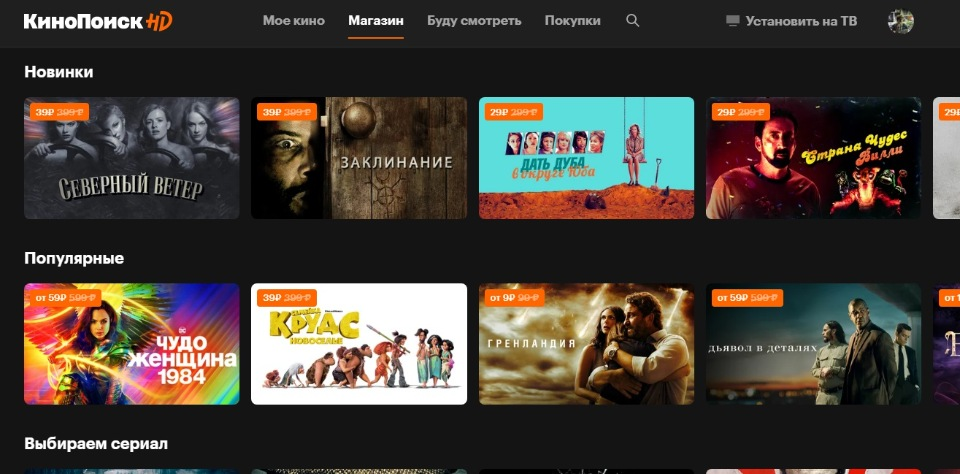 КиноПоиск HD
Мое кино
Магазин
Буду смотреть
Покупки
Установить на ТВ
Новинки
39₽ 399 ₽
СЕВЕРНЫЙ ВЕТЕР
39₽ 399 ₽
ЗАКЛИНАНИЕ
29₽ 299 ₽
ДАТЬ ДУБА
в округе Юба
29₽ 299 ₽
Страна Чудес
Вилли
29₽
Популярные
от 59₽ 599 ₽
DC
ЧУДО
ЖЕНЩИНА
1984
39₽ 399 ₽
СЕМЕЙКА
КРУДС
НОВОСЕЛЬЕ
от 9₽ 99 ₽
ГРЕНЛАНДИЯ
от 59₽ 599 ₽
дьявол в деталях
от
Выбираем сериал